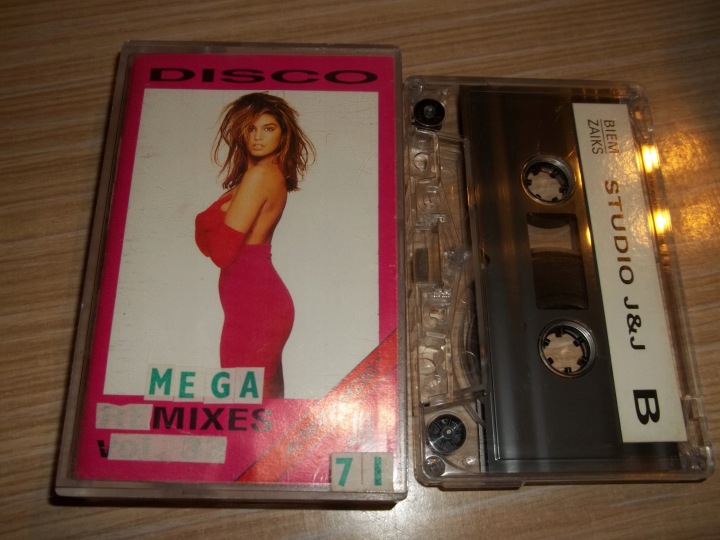 DISCO
MEGA
MIXES
71
BIEM
ZAIKS
STUDIO J&J
B